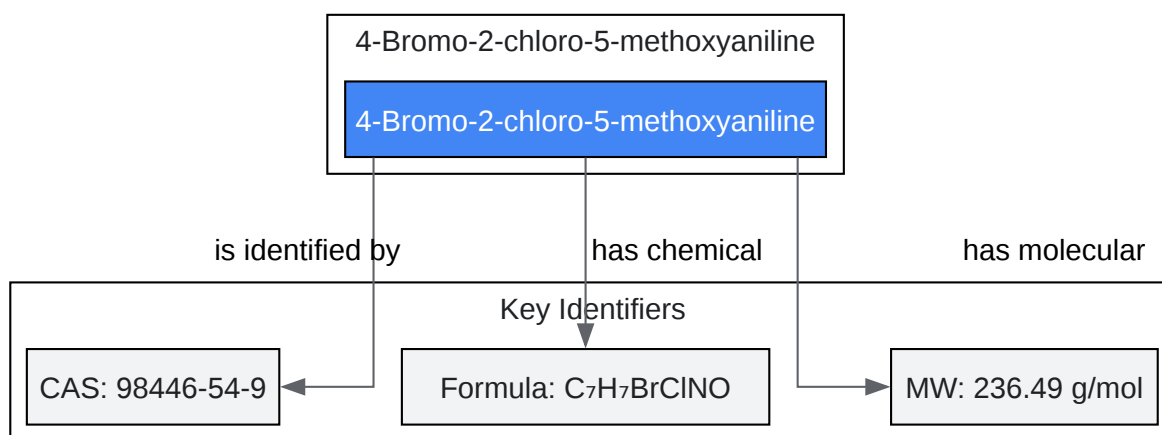 4-Bromo-2-chloro-5-methoxyaniline
4-Bromo-2-chloro-5-methoxyaniline
is identified by
has chemical
has molecular
Key Identifiers
CAS: 98446-54-9
Formula: C₇H₇BrClNO
MW: 236.49 g/mol